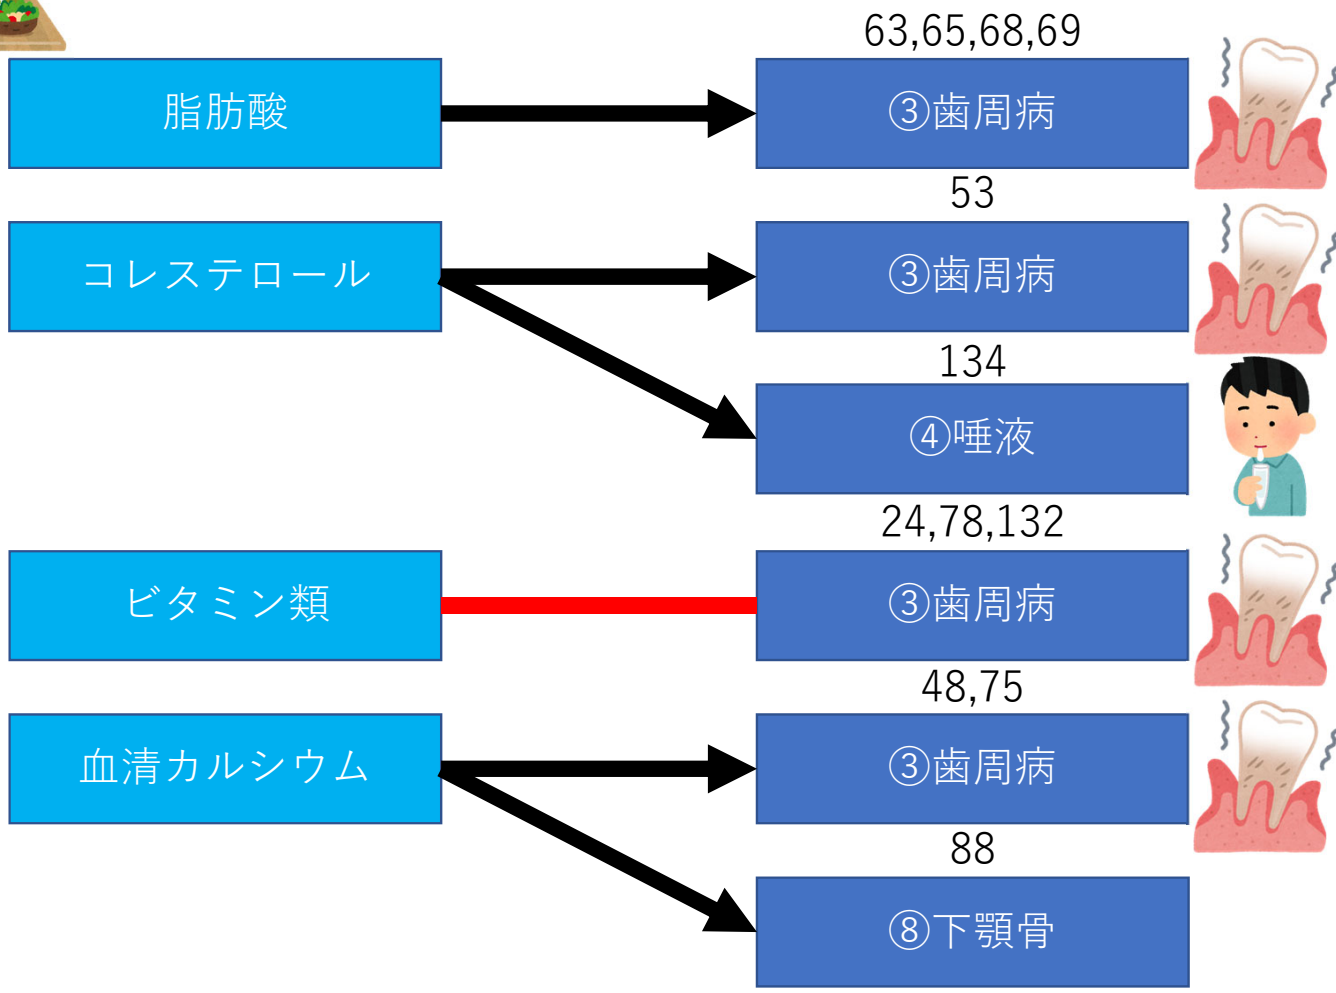 63,65,68,69
脂肪酸
③歯周病
53
コレステロール
③歯周病
134
④唾液
24,78,132
ビタミン類
③歯周病
48,75
血清カルシウム
③歯周病
88
⑧下顎骨